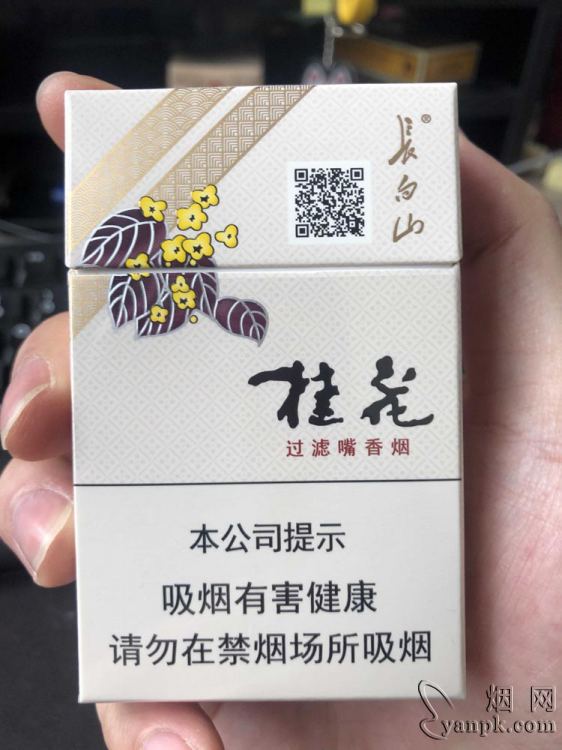 長白山®
桂花
过滤嘴香烟
本公司提示
吸烟有害健康
请勿在禁烟场所吸烟
烟网
yanpk.com